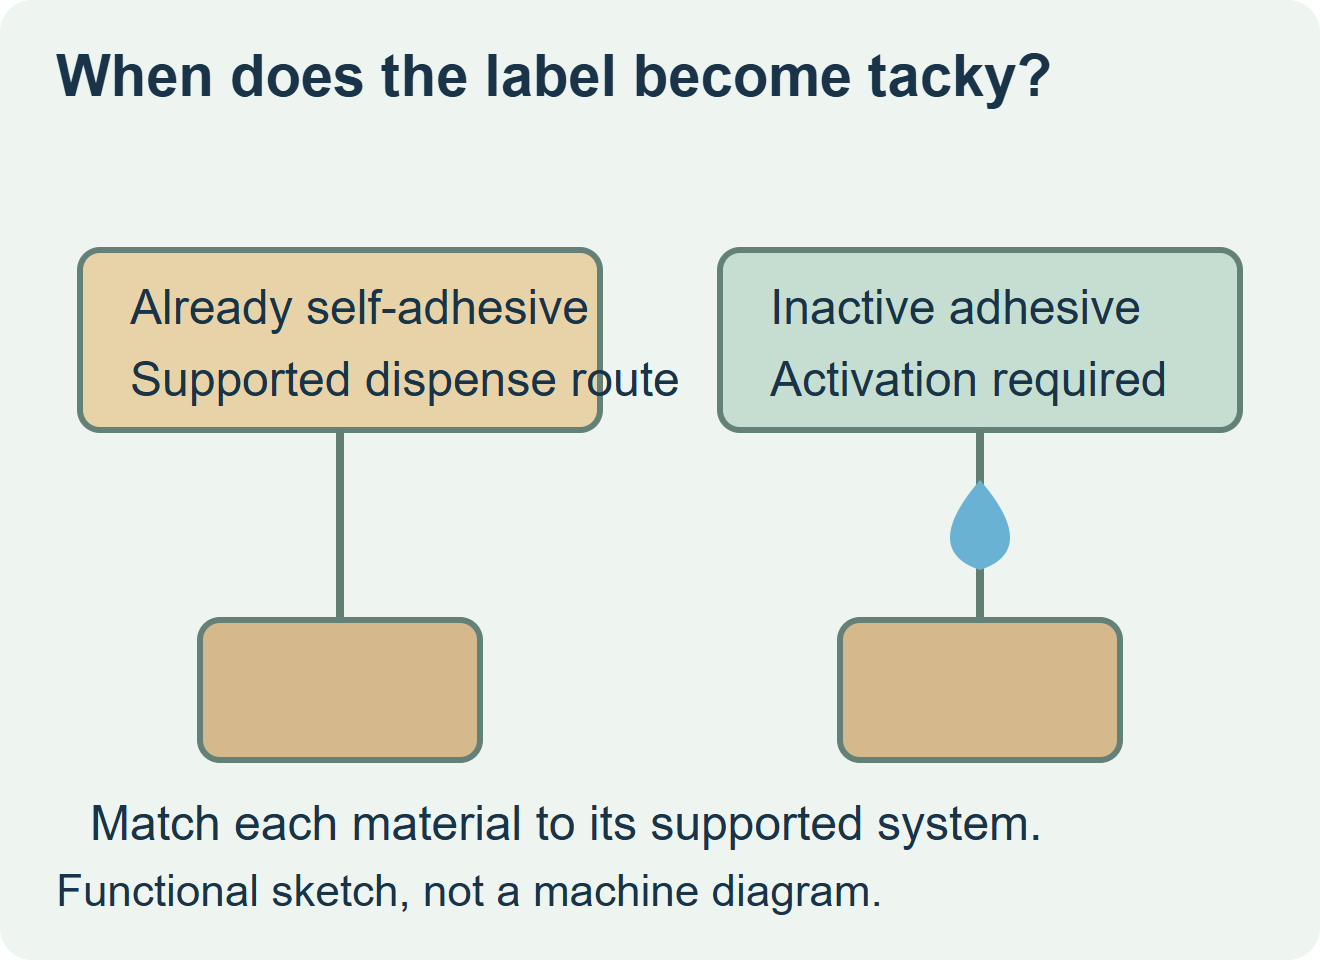 When does the label become tacky?
Already self-adhesive
Supported dispense route
Inactive adhesive
Activation required
Match each material to its supported system.
Functional sketch, not a machine diagram.